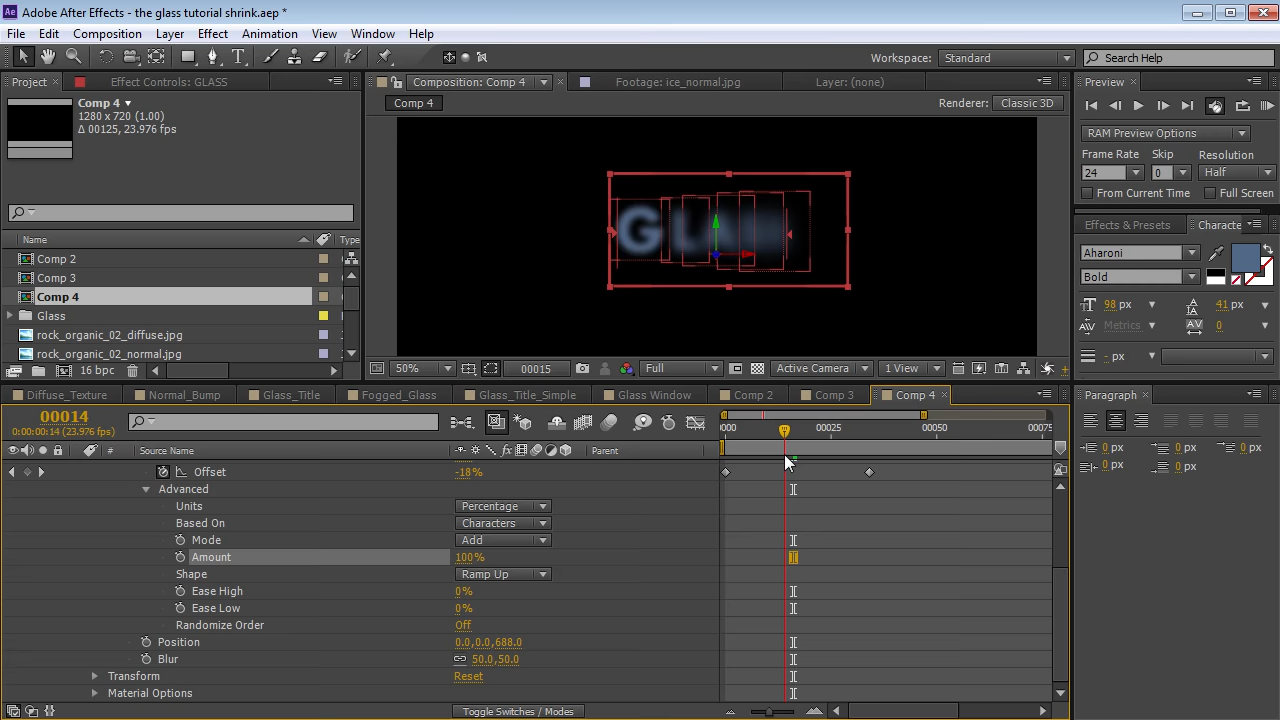 Adobe After Effects - the glass tutorial shrink.aep *
File Edit Composition Layer Effect Animation View Window Help
Workspace: Standard Search Help
Project Effect Controls: GLASS Composition: Comp 4 Footage: ice_normal.jpg Layer: (none) Preview
Comp 4
1280 x 720 (1.00)
Δ 00125, 23.976 fps
Comp 4 Renderer: Classic 3D
RAM Preview Options
Frame Rate Skip Resolution
24 0 Half
From Current Time Full Screen
GL
Effects & Presets Characte
Name Type
Comp 2
Comp 3
Comp 4
Glass
rock_organic_02_diffuse.jpg
rock_organic_02_normal.jpg
16 bpc
Aharoni
Bold
98 px 41 px
Metrics 0
- px
50% 00015 Full Active Camera 1 View
Diffuse_Texture Normal_Bump Glass_Title Fogged_Glass Glass_Title_Simple Glass Window Comp 2 Comp 3 Comp 4 Paragraph
00014
0:00:00:14 (23.976 fps)
0000 00025 00050 00075
# Source Name Parent
Offset -18%
Advanced
Units Percentage
Based On Characters
Mode Add
Amount 100%
Shape Ramp Up
Ease High 0%
Ease Low 0%
Randomize Order Off
Position 0.0,0.0,688.0
Blur 50.0,50.0
Transform Reset
Material Options
Toggle Switches / Modes
0 px 0 px
0 px 0 px
0 px